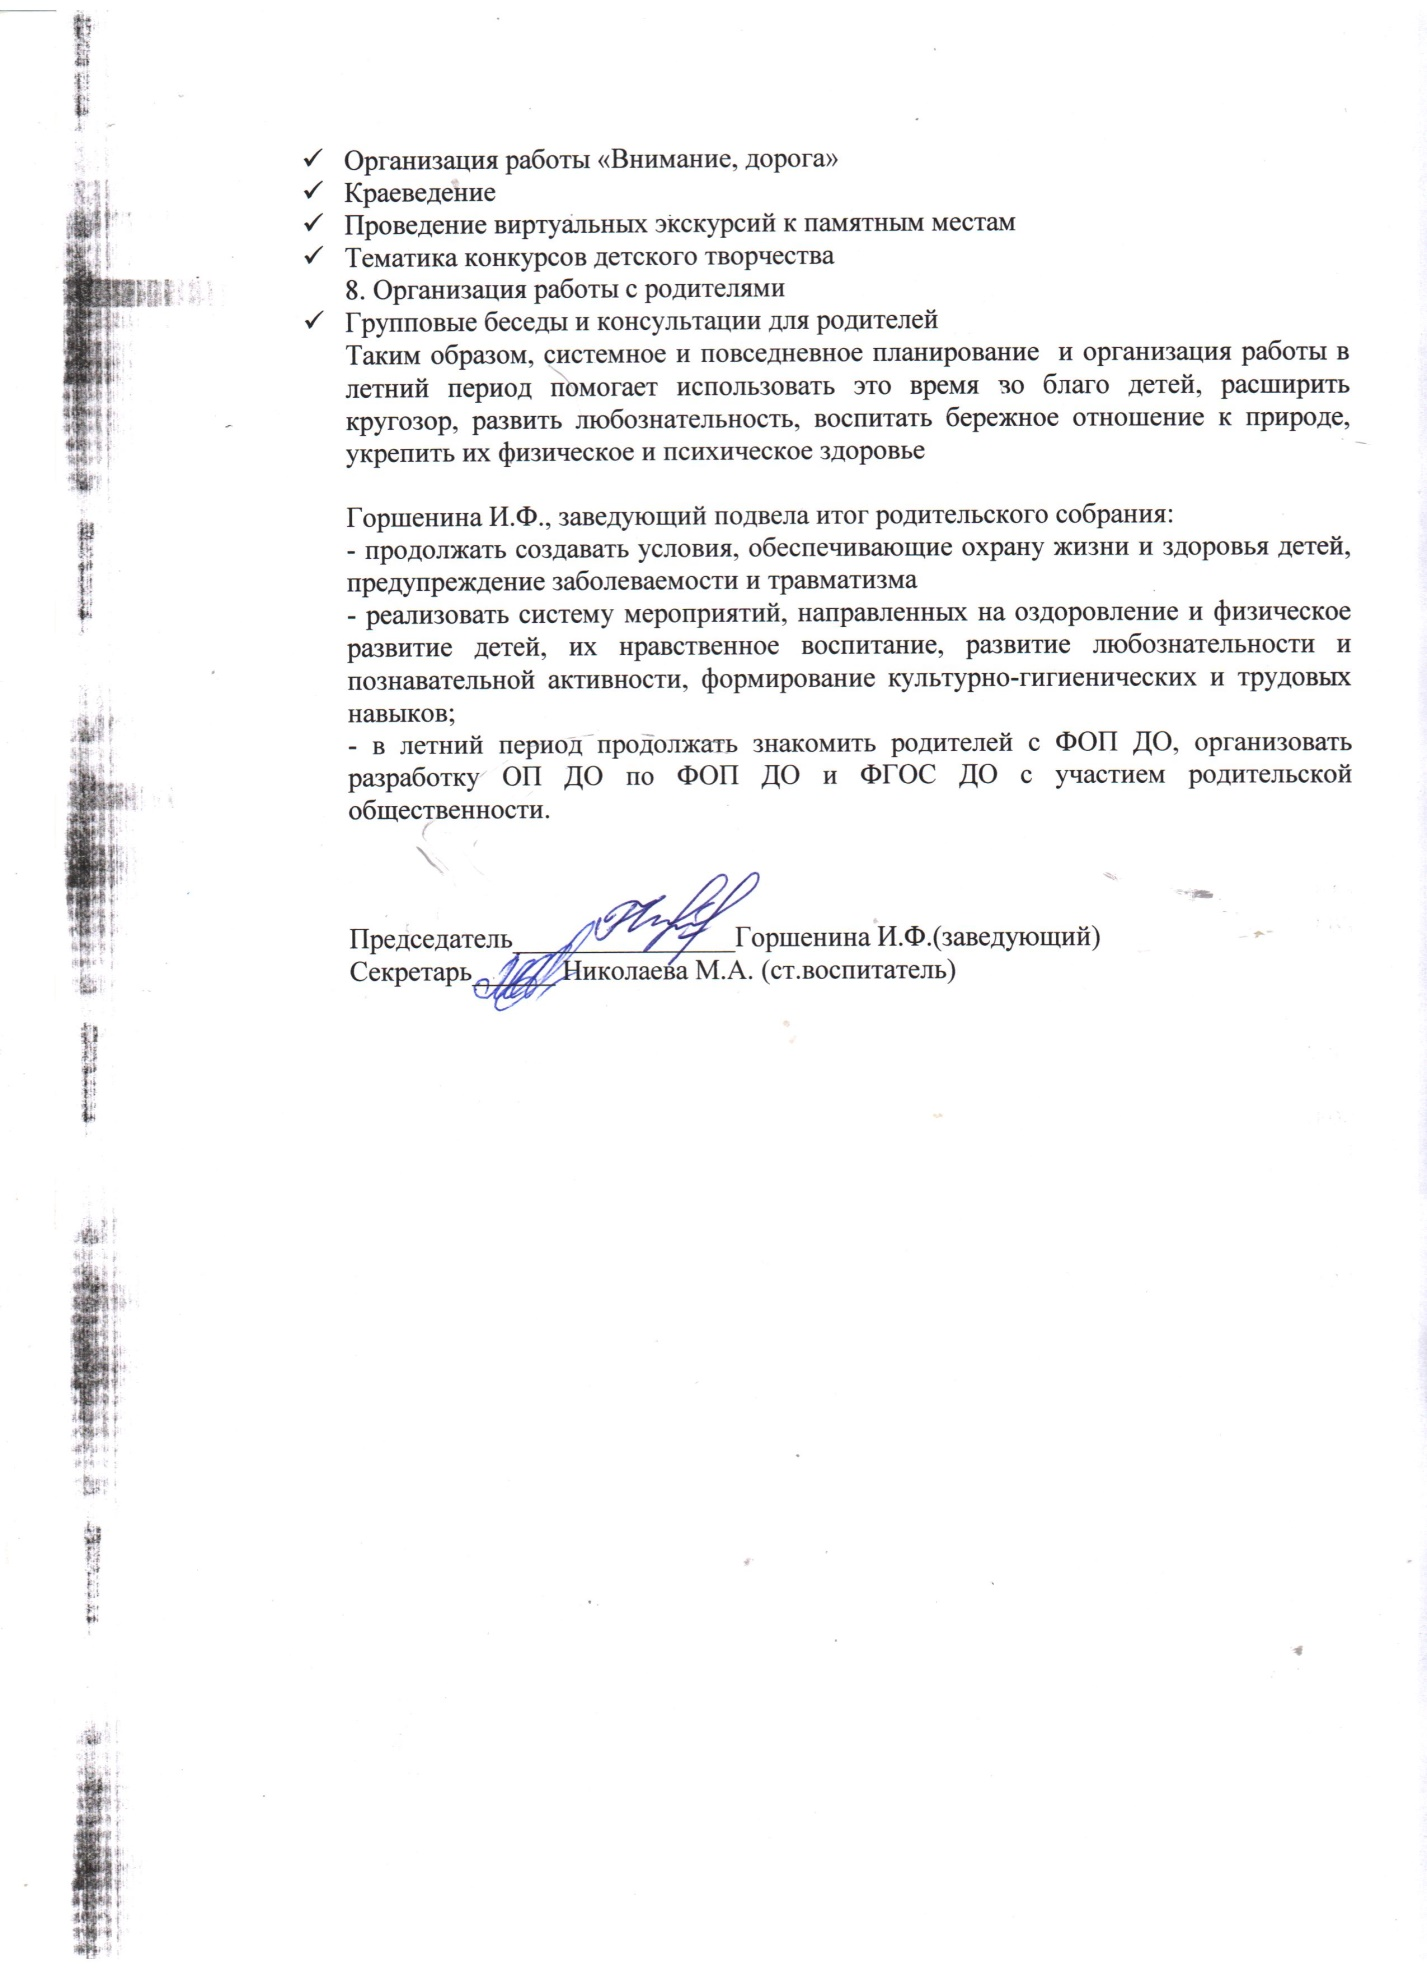 ✓ Организация работы «Внимание, дорога»
✓ Краеведение
✓ Проведение виртуальных экскурсий к памятным местам
✓ Тематика конкурсов детского творчества
8. Организация работы с родителями
✓ Групповые беседы и консультации для родителей
Таким образом, системное и повседневное планирование и организация работы в
летний период помогает использовать это время во благо детей, расширить
кругозор, развить любознательность, воспитать бережное отношение к природе,
укрепить их физическое и психическое здоровье
Горшенина И.Ф., заведующий подвела итог родительского собрания:
- продолжать создавать условия, обеспечивающие охрану жизни и здоровья детей,
предупреждение заболеваемости и травматизма
- реализовать систему мероприятий, направленных на оздоровление и физическое
развитие детей, их нравственное воспитание, развитие любознательности и
познавательной активности, формирование культурно-гигиенических и трудовых
навыков;
- в летний период продолжать знакомить родителей с ФОП ДО, организовать
разработку ОП ДО по ФОП ДО и ФГОС ДО с участием родительской
общественности.
Председатель________________Горшенина И.Ф.(заведующий)
Секретарь______Николаева М.А. (ст.воспитатель)